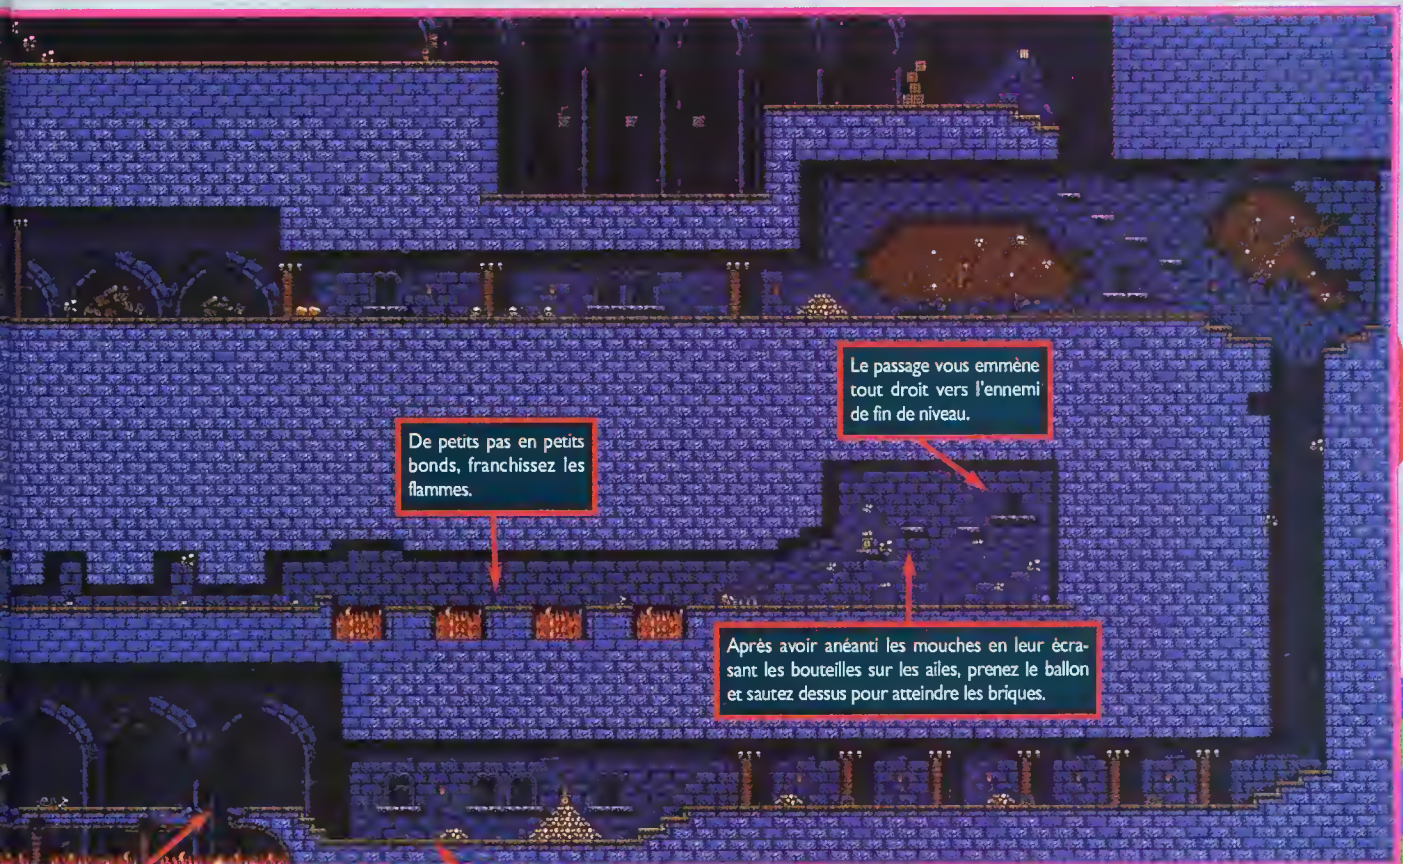 Le passage vous emmène
tout droit vers l'ennemi
de fin de niveau.
De petits pas en petits
bonds, franchissez les
flammes.
Après avoir anéanti les mouches en leur écra-
sant les bouteilles sur les ailes, prenez le ballon
et sautez dessus pour atteindre les briques.